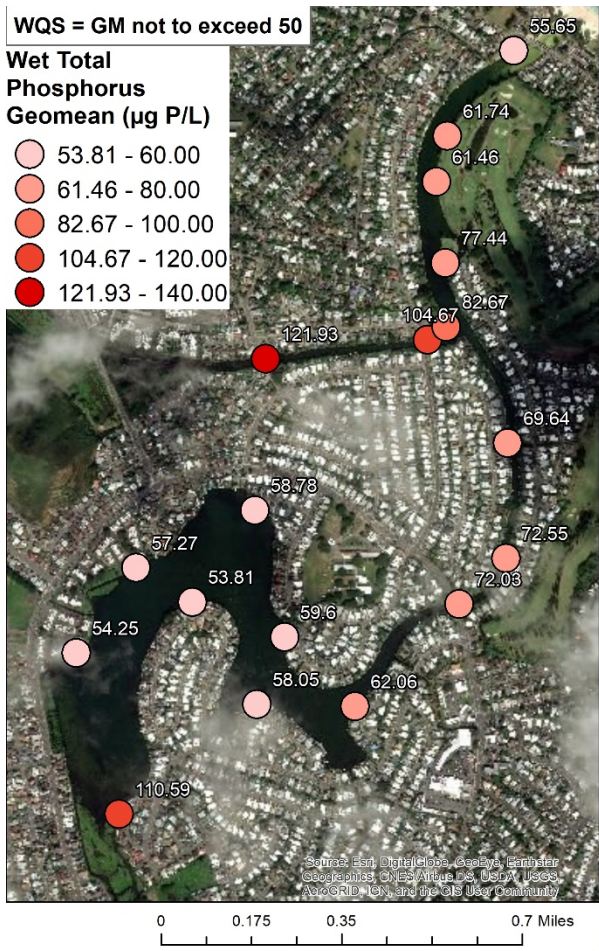 WQS = GM not to exceed 50
Wet Total
Phosphorus
Geomean (µg P/L)
53.81 - 60.00
61.46 - 80.00
82.67 - 100.00
104.67 - 120.00
121.93 - 140.00
55.65
61.74
61.46
77.44
82.67
104.67
121.93
69.64
58.78
72.55
57.27
72.03
53.81
59.6
54.25
58.05
62.06
110.59
Source: Esri, DigitalGlobe, GeoEye, Earthstar
Geographics, CNES/Airbus DS, USDA, USGS,
AeroGRID, IGN, and the GIS User Community
0 0.175 0.35 0.7 Miles